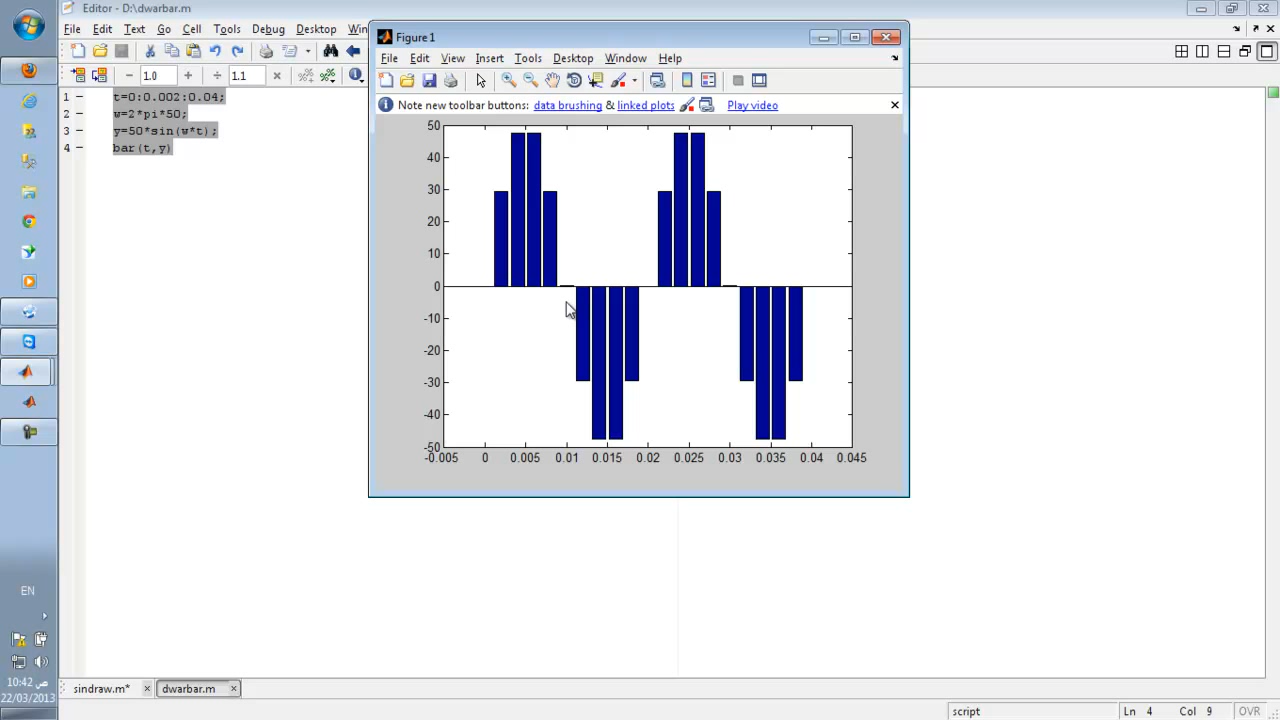 Editor - D:\dwarbar.m
File Edit Text Go Cell Tools Debug Desktop Win
1.0
1.1
1 t=0:0.002:0.04;
2 w=2*pi*50;
3 y=50*sin(w*t);
4 bar(t,y)
Figure 1
File Edit View Insert Tools Desktop Window Help
Note new toolbar buttons: data brushing & linked plots Play video
50
40
30
20
10
0
-10
-20
-30
-40
-50
-0.005 0 0.005 0.01 0.015 0.02 0.025 0.03 0.035 0.04 0.045
EN
10:42 ص
22/03/2013
sindraw.m* dwarbar.m
script Ln 4 Col 9 OVR